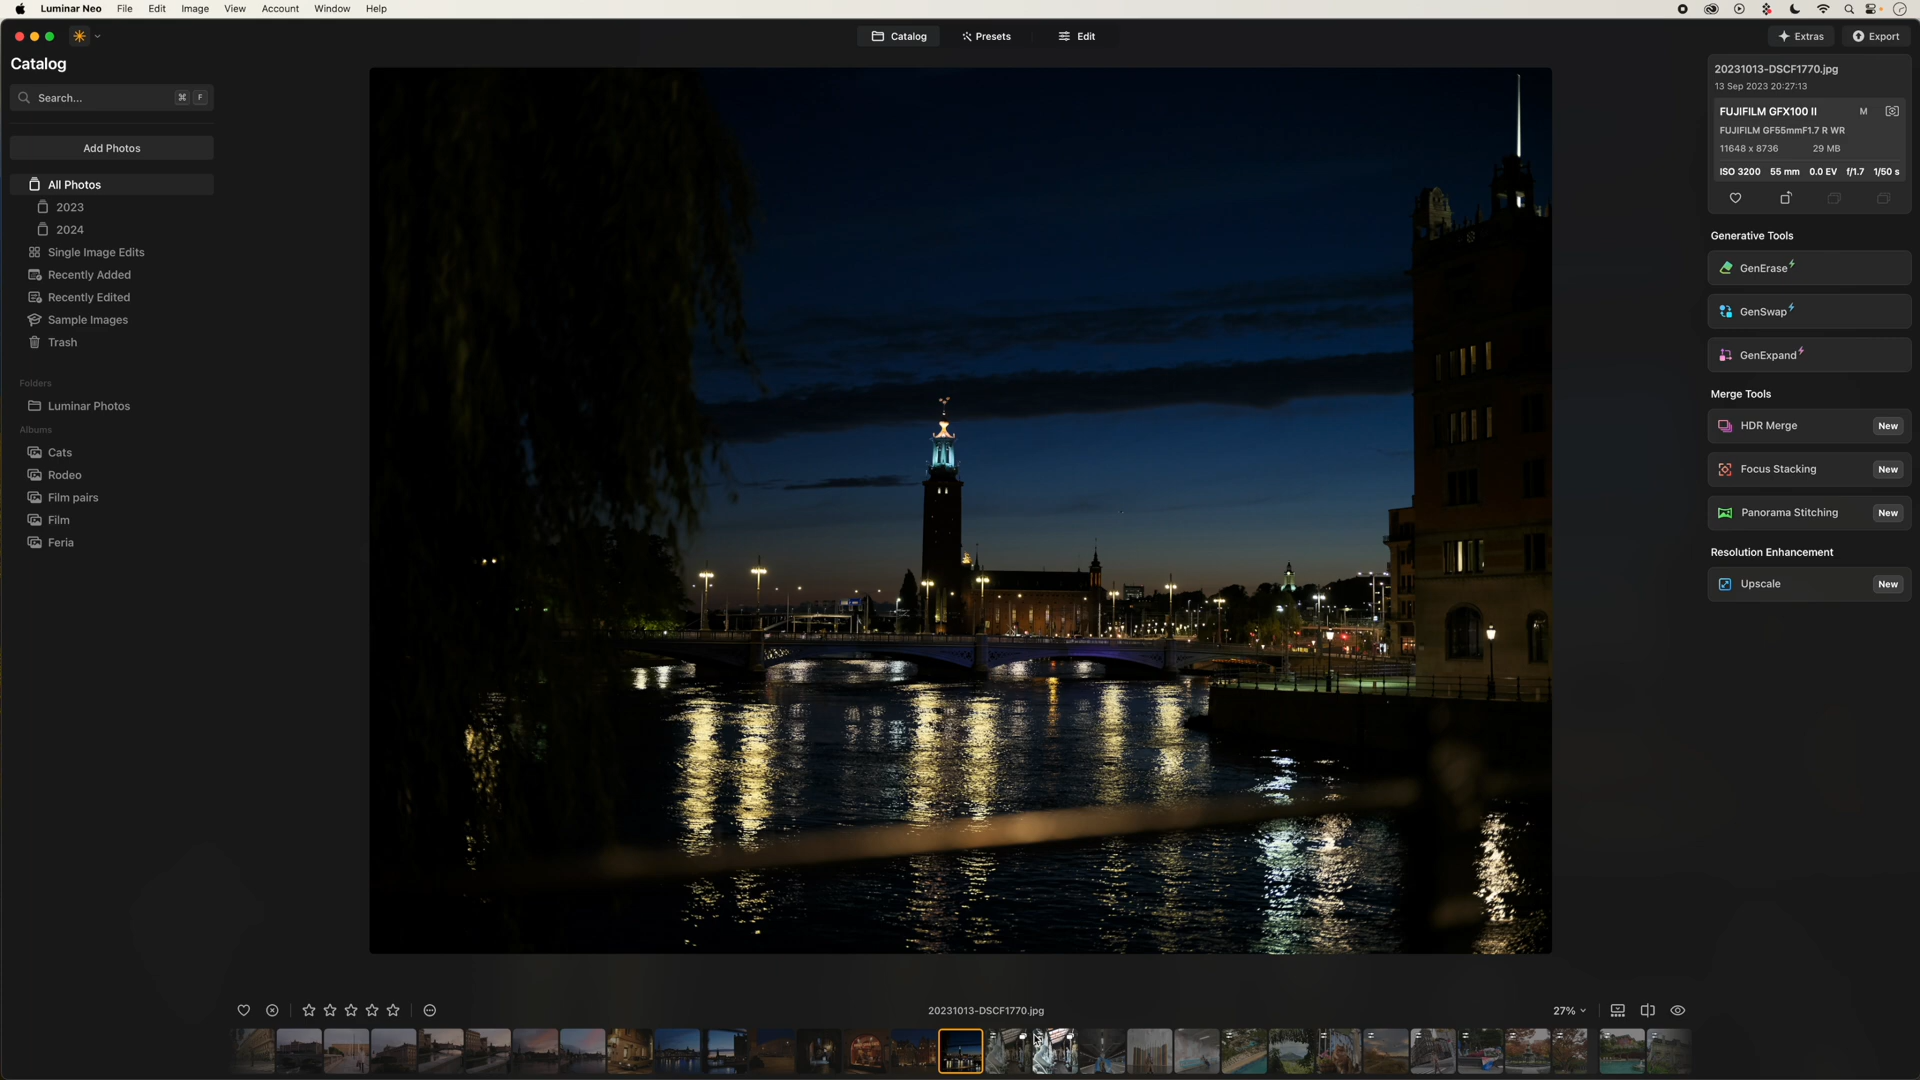 Luminar Neo File Edit Image View Account Window Help
Catalog Presets Edit Extras Export
Catalog
Search... ⌘ F
Add Photos
All Photos
2023
2024
Single Image Edits
Recently Added
Recently Edited
Sample Images
Trash
Folders
Luminar Photos
Albums
Cats
Rodeo
Film pairs
Film
Feria
20231013-DSCF1770.jpg
13 Sep 2023 20:27:13
FUJIFILM GFX100 II M
FUJIFILM GF55mmF1.7 R WR
11648 x 8736 29 MB
ISO 3200 55 mm 0.0 EV f/1.7 1/50 s
Generative Tools
GenErase
GenSwap
GenExpand
Merge Tools
HDR Merge New
Focus Stacking New
Panorama Stitching New
Resolution Enhancement
Upscale New
20231013-DSCF1770.jpg 27%